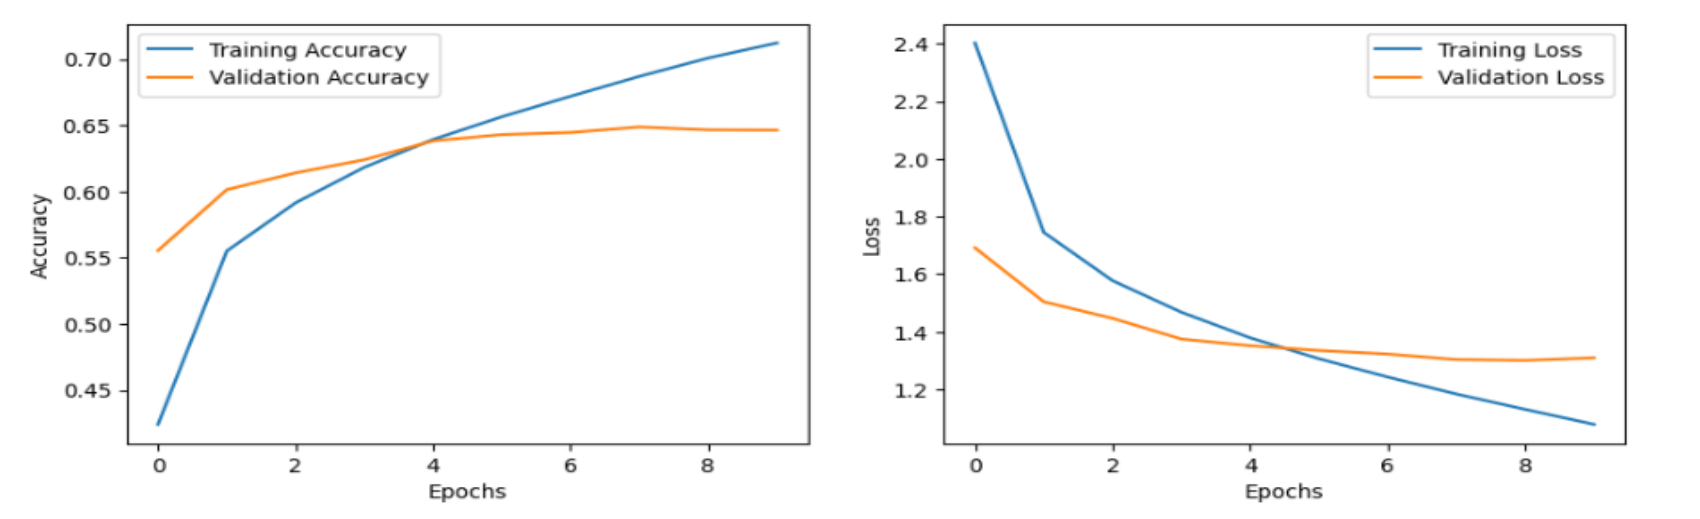 Training Accuracy
Validation Accuracy
0.70
0.65
0.60
0.55
0.50
0.45
Accuracy
0 2 4 6 8
Epochs
Training Loss
Validation Loss
2.4
2.2
2.0
1.8
1.6
1.4
1.2
Loss
0 2 4 6 8
Epochs